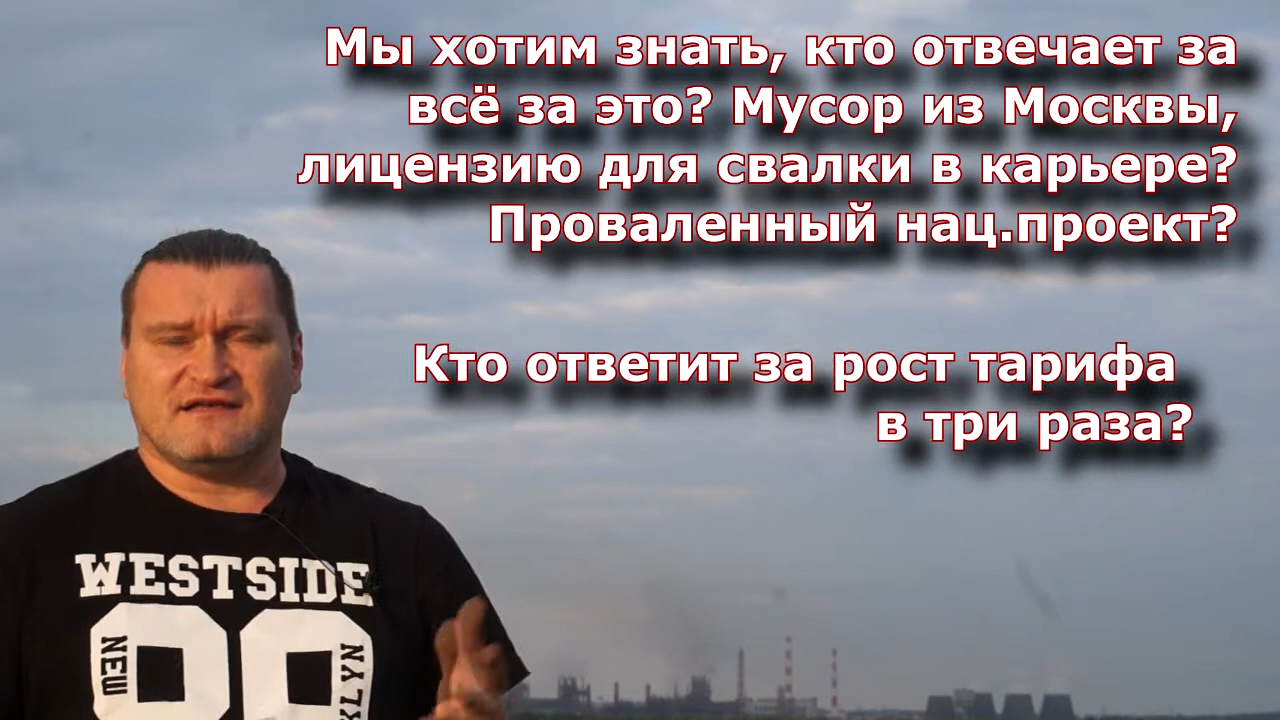 Мы хотим знать, кто отвечает за
всё за это? Мусор из Москвы,
лицензию для свалки в карьере?
Проваленный нац.проект?
Кто ответит за рост тарифа
в три раза?
WESTSIDE
NEW
KLYN